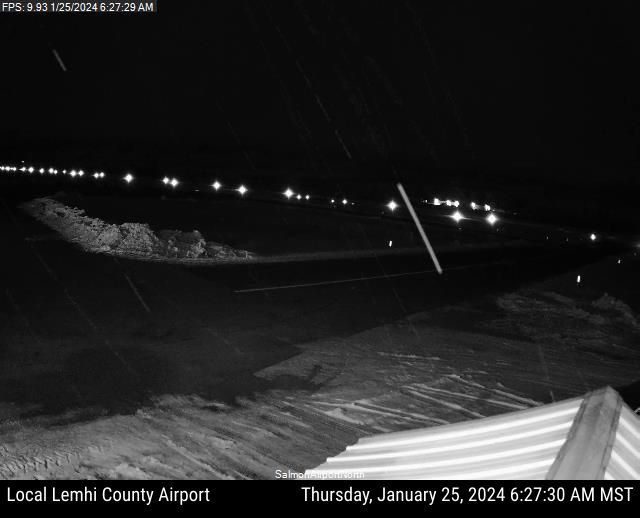 FPS: 9.93 1/25/2024 6:27:29 AM
SalmonAirport north
Local Lemhi County Airport Thursday, January 25, 2024 6:27:30 AM MST